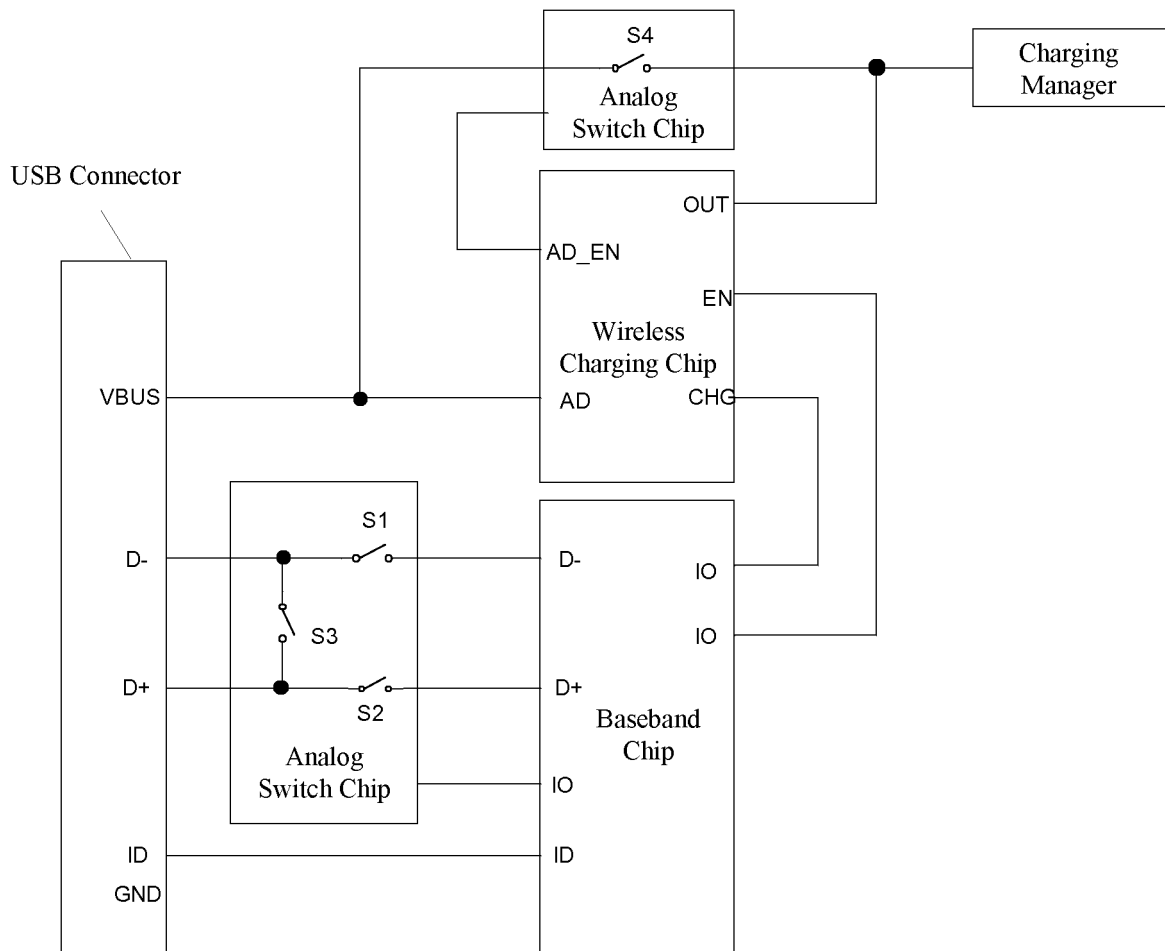 S4
Charging
Manager
Analog
Switch Chip
USB Connector
OUT
AD_EN
EN
Wireless
Charging Chip
VBUS
AD
CHG
S1
D-
D-
IO
S3
IO
D+
D+
S2
Baseband
Chip
Analog
Switch Chip
IO
ID
ID
GND